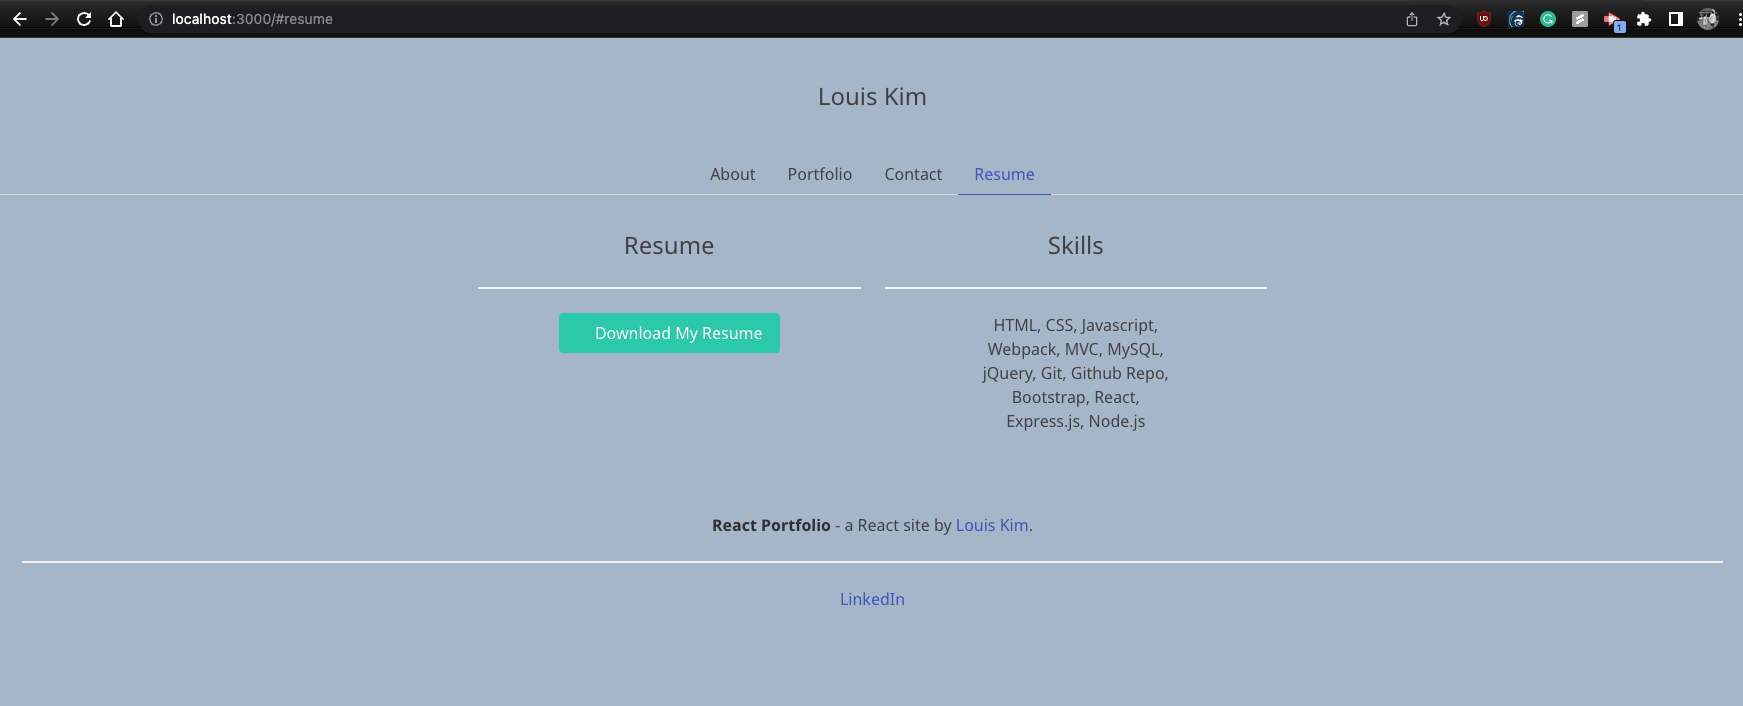 localhost:3000/#resume
1
Louis Kim
About Portfolio Contact Resume
Resume
Download My Resume
Skills
HTML, CSS, Javascript,
Webpack, MVC, MySQL,
jQuery, Git, Github Repo,
Bootstrap, React,
Express.js, Node.js
React Portfolio - a React site by Louis Kim.
LinkedIn